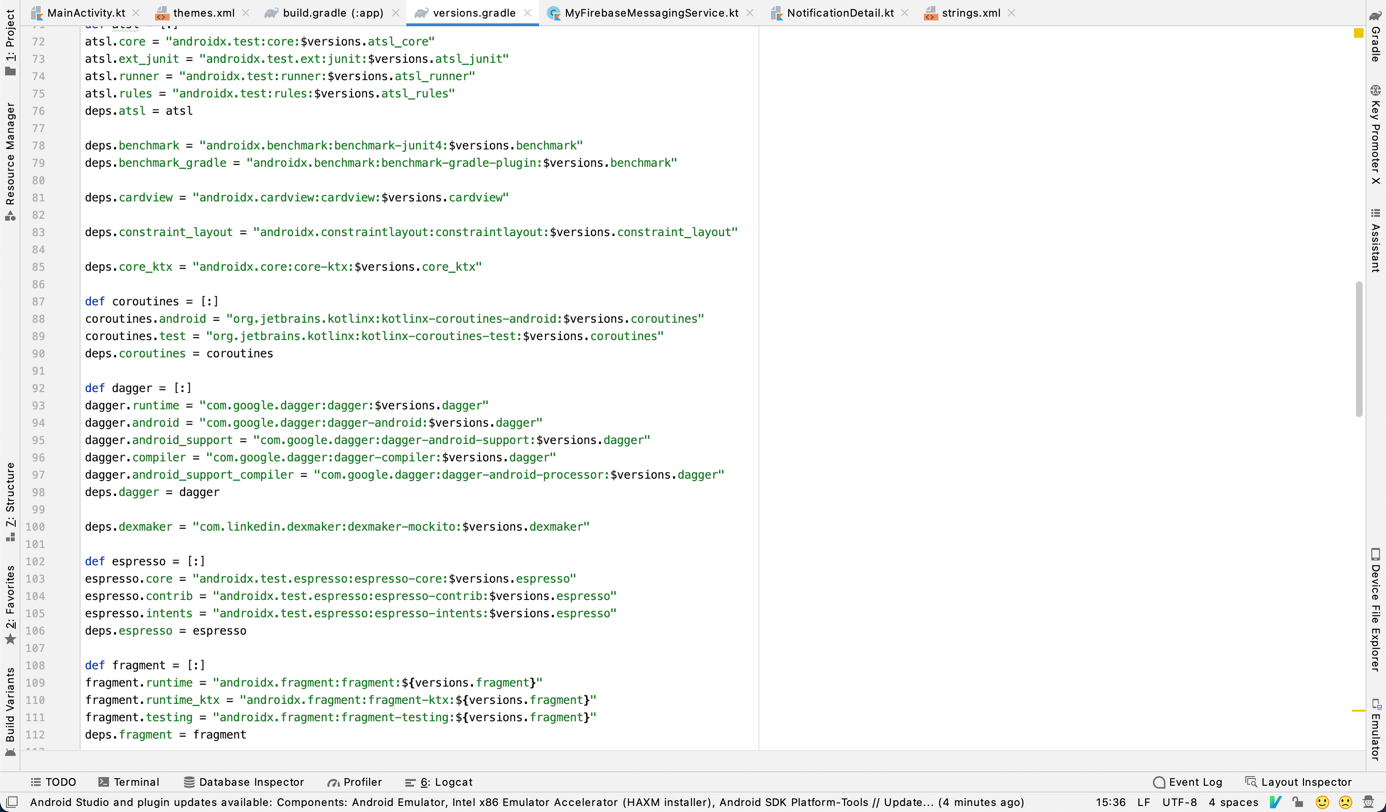 MainActivity.kt
themes.xml
build.gradle (:app)
versions.gradle
MyFirebaseMessagingService.kt
NotificationDetail.kt
strings.xml
1: Project
Resource Manager
Z: Structure
2: Favorites
Build Variants
72 atsl.core = "androidx.test:core:$versions.atsl_core"
73 atsl.ext_junit = "androidx.test.ext:junit:$versions.atsl_junit"
74 atsl.runner = "androidx.test:runner:$versions.atsl_runner"
75 atsl.rules = "androidx.test:rules:$versions.atsl_rules"
76 deps.atsl = atsl
77
78 deps.benchmark = "androidx.benchmark:benchmark-junit4:$versions.benchmark"
79 deps.benchmark_gradle = "androidx.benchmark:benchmark-gradle-plugin:$versions.benchmark"
80
81 deps.cardview = "androidx.cardview:cardview:$versions.cardview"
82
83 deps.constraint_layout = "androidx.constraintlayout:constraintlayout:$versions.constraint_layout"
84
85 deps.core_ktx = "androidx.core:core-ktx:$versions.core_ktx"
86
87 def coroutines = [:]
88 coroutines.android = "org.jetbrains.kotlinx:kotlinx-coroutines-android:$versions.coroutines"
89 coroutines.test = "org.jetbrains.kotlinx:kotlinx-coroutines-test:$versions.coroutines"
90 deps.coroutines = coroutines
91
92 def dagger = [:]
93 dagger.runtime = "com.google.dagger:dagger:$versions.dagger"
94 dagger.android = "com.google.dagger:dagger-android:$versions.dagger"
95 dagger.android_support = "com.google.dagger:dagger-android-support:$versions.dagger"
96 dagger.compiler = "com.google.dagger:dagger-compiler:$versions.dagger"
97 dagger.android_support_compiler = "com.google.dagger:dagger-android-processor:$versions.dagger"
98 deps.dagger = dagger
99
100 deps.dexmaker = "com.linkedin.dexmaker:dexmaker-mockito:$versions.dexmaker"
101
102 def espresso = [:]
103 espresso.core = "androidx.test.espresso:espresso-core:$versions.espresso"
104 espresso.contrib = "androidx.test.espresso:espresso-contrib:$versions.espresso"
105 espresso.intents = "androidx.test.espresso:espresso-intents:$versions.espresso"
106 deps.espresso = espresso
107
108 def fragment = [:]
109 fragment.runtime = "androidx.fragment:fragment:${versions.fragment}"
110 fragment.runtime_ktx = "androidx.fragment:fragment-ktx:${versions.fragment}"
111 fragment.testing = "androidx.fragment:fragment-testing:${versions.fragment}"
112 deps.fragment = fragment
Gradle
Key Promoter X
Assistant
Device File Explorer
Emulator
TODO
Terminal
Database Inspector
Profiler
6: Logcat
Event Log
Layout Inspector
Android Studio and plugin updates available: Components: Android Emulator, Intel x86 Emulator Accelerator (HAXM installer), Android SDK Platform-Tools // Update... (4 minutes ago)
15:36 LF UTF-8 4 spaces